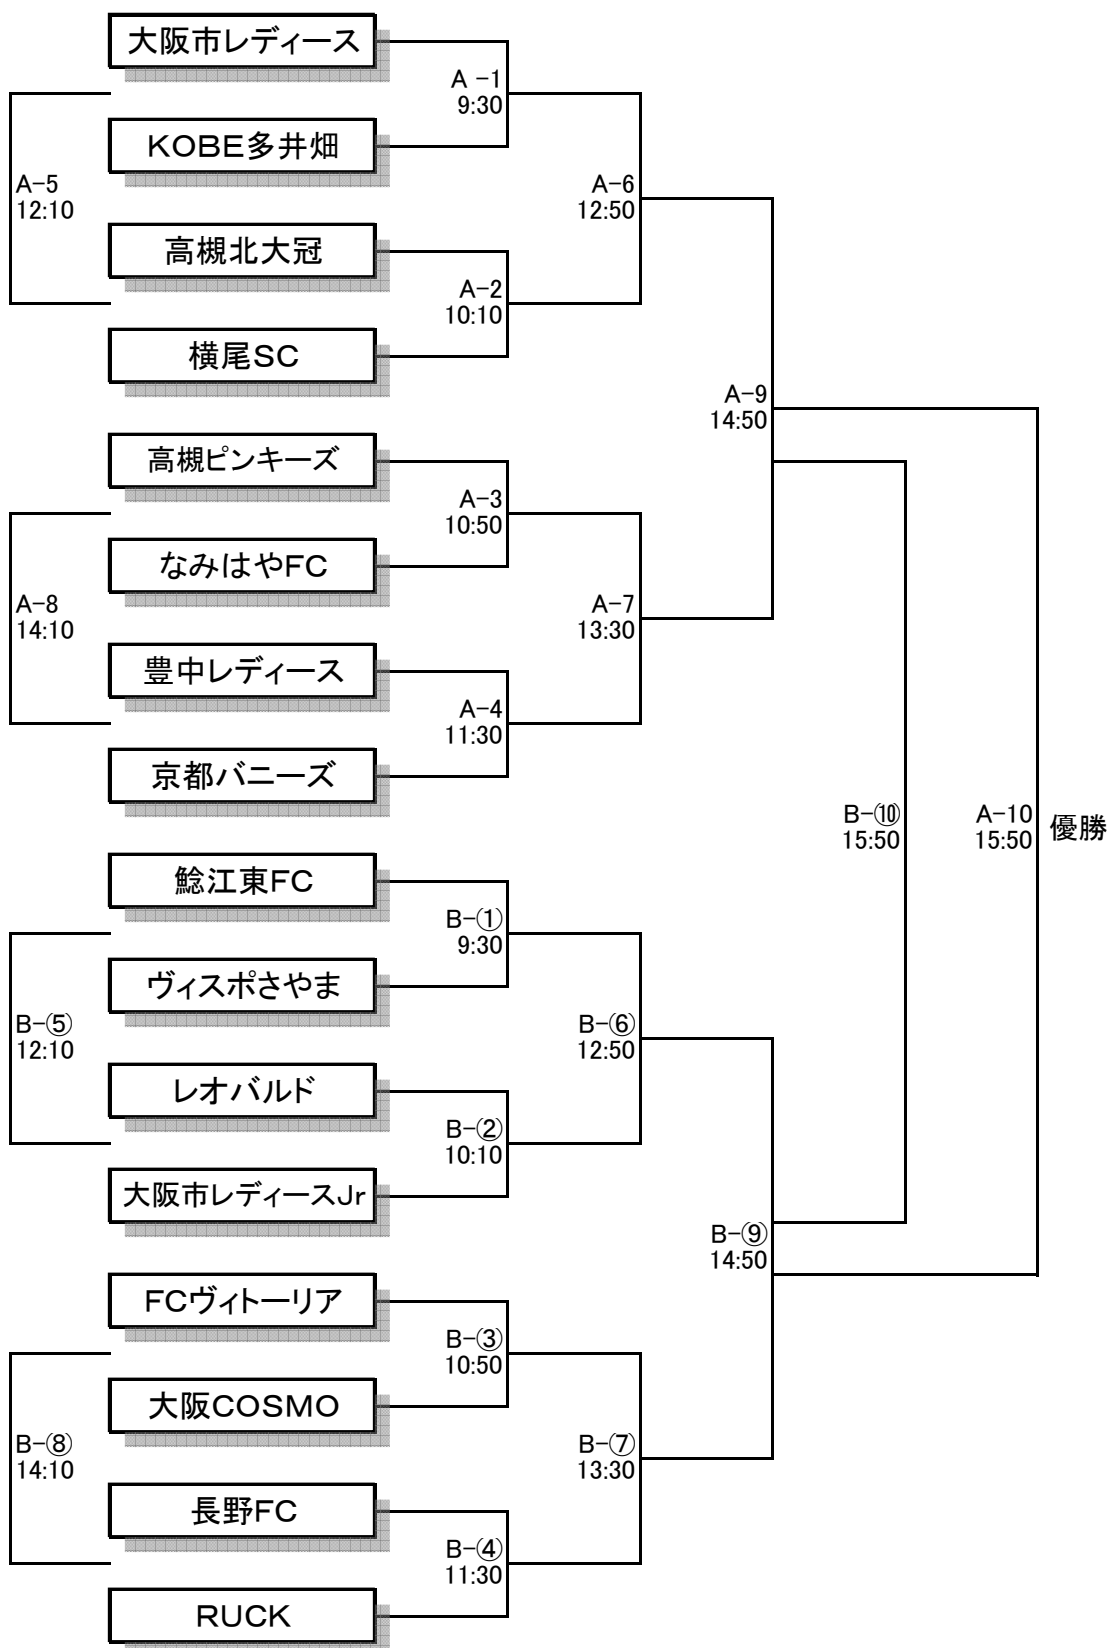 大阪市レディース
A -1
9:30
KOBE多井畑
A-5
12:10
A-6
12:50
高槻北大冠
A-2
10:10
横尾SC
A-9
14:50
高槻ピンキーズ
A-3
10:50
なみはやFC
A-8
14:10
A-7
13:30
豊中レディース
A-4
11:30
京都バニーズ
B-⑩
15:50
A-10
15:50
優勝
鯰江東FC
B-①
9:30
ヴィスポさやま
B-⑤
12:10
B-⑥
12:50
レオバルド
B-②
10:10
大阪市レディースJr
B-⑨
14:50
FCヴィトーリア
B-③
10:50
大阪COSMO
B-⑧
14:10
B-⑦
13:30
長野FC
B-④
11:30
RUCK